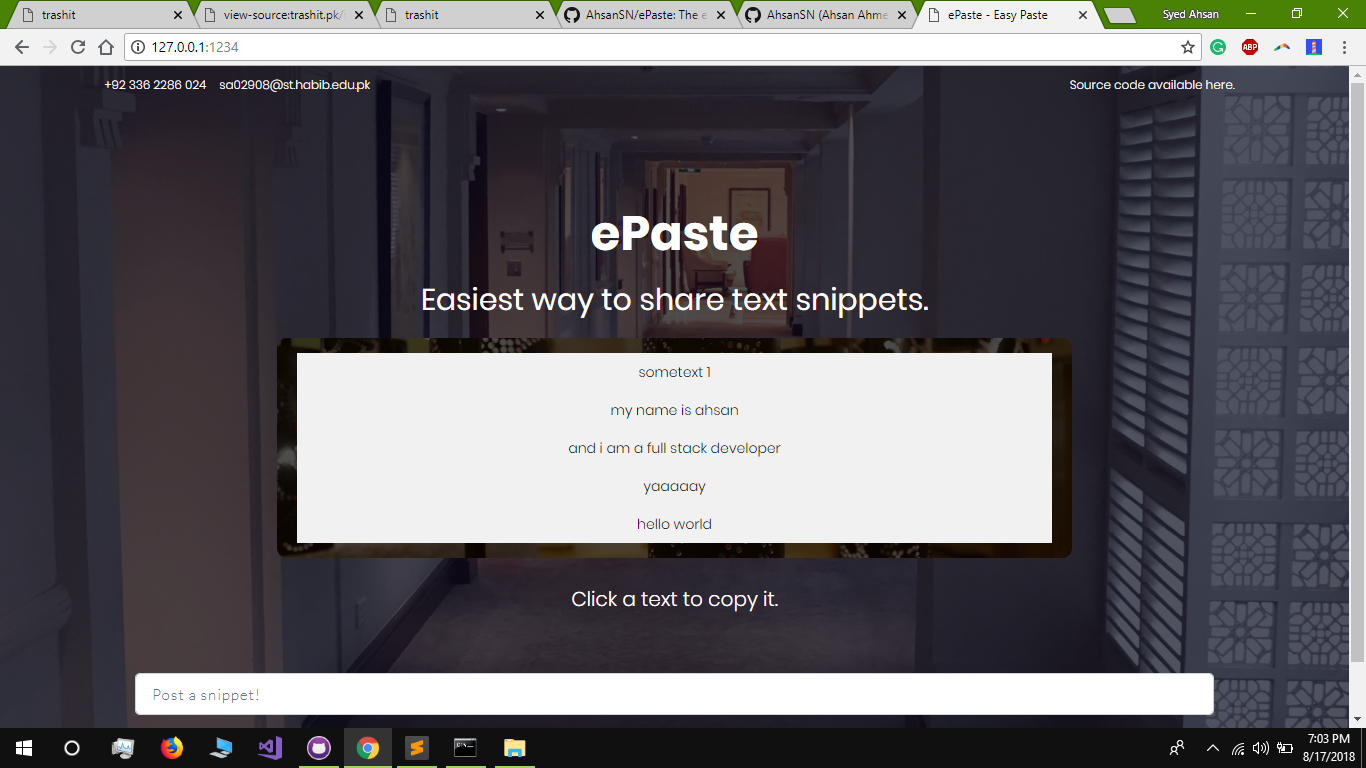 trashit
view-source:trashit.pk/
trashit
AhsanSN/ePaste: The e
AhsanSN (Ahsan Ahme
ePaste - Easy Paste
Syed Ahsan
127.0.0.1:1234
ABP
+92 336 2286 024 sa02908@st.habib.edu.pk
Source code available here.
ePaste
Easiest way to share text snippets.
sometext 1
my name is ahsan
and i am a full stack developer
yaaaaay
hello world
Click a text to copy it.
Post a snippet!
7:03 PM
8/17/2018